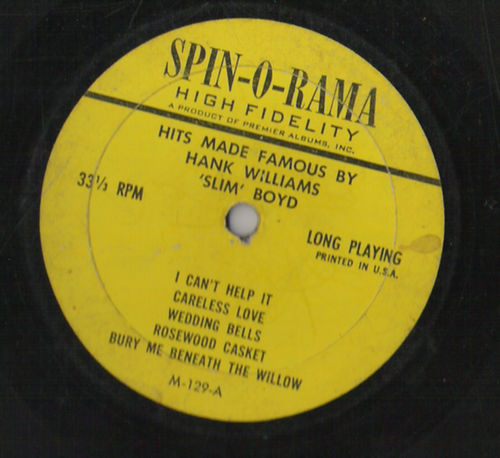 SPIN-O-RAMA
HIGH FIDELITY
A PRODUCT OF PREMIER ALBUMS, INC.
HITS MADE FAMOUS BY
HANK WILLIAMS
'SLIM' BOYD
33⅓ RPM
LONG PLAYING
PRINTED IN U.S.A.
I CAN'T HELP IT
CARELESS LOVE
WEDDING BELLS
ROSEWOOD CASKET
BURY ME BENEATH THE WILLOW
M-129-A